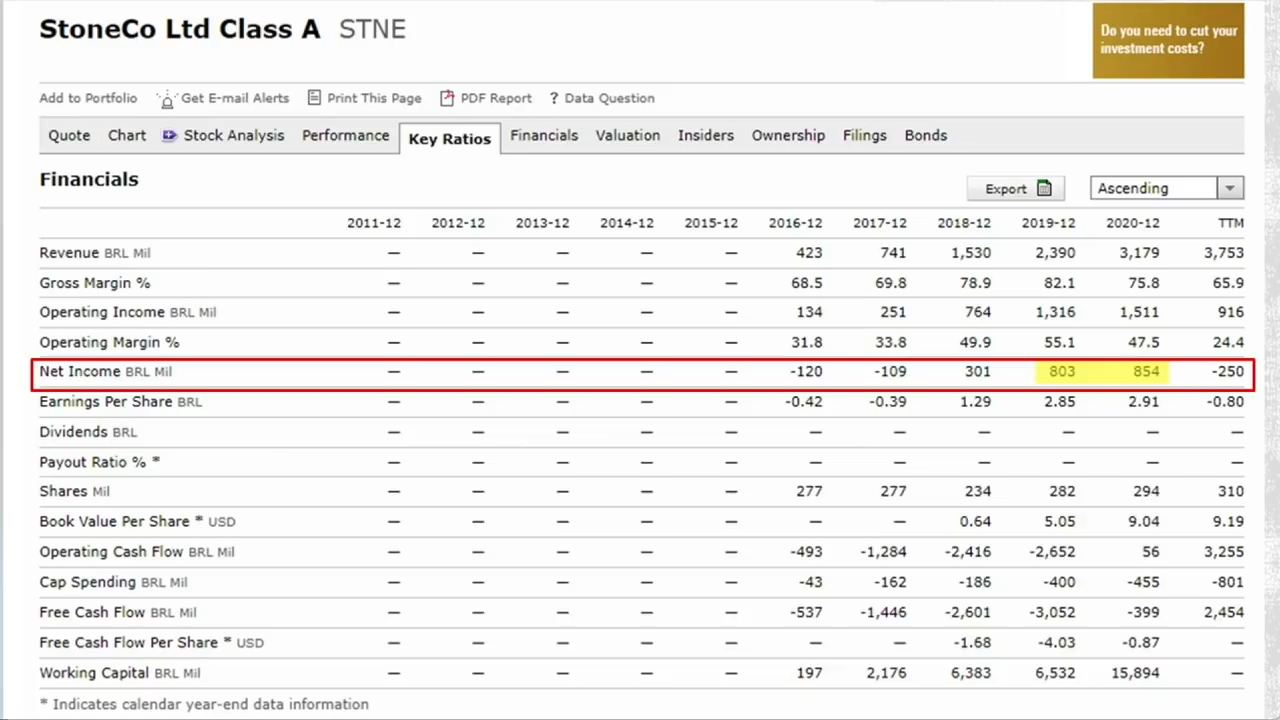 StoneCo Ltd Class A STNE
Do you need to cut your
investment costs?
Add to Portfolio Get E-mail Alerts Print This Page PDF Report ? Data Question
Quote Chart Stock Analysis Performance Key Ratios Financials Valuation Insiders Ownership Filings Bonds
Financials
Export Ascending
2011-12 2012-12 2013-12 2014-12 2015-12 2016-12 2017-12 2018-12 2019-12 2020-12 TTM
Revenue BRL Mil — — — — — 423 741 1,530 2,390 3,179 3,753
Gross Margin % — — — — — 68.5 69.8 78.9 82.1 75.8 65.9
Operating Income BRL Mil — — — — — 134 251 764 1,316 1,511 916
Operating Margin % — — — — — 31.8 33.8 49.9 55.1 47.5 24.4
Net Income BRL Mil — — — — — -120 -109 301 803 854 -250
Earnings Per Share BRL — — — — — -0.42 -0.39 1.29 2.85 2.91 -0.80
Dividends BRL — — — — — — — — — — —
Payout Ratio % * — — — — — — — — — — —
Shares Mil — — — — — 277 277 234 282 294 310
Book Value Per Share * USD — — — — — — — 0.64 5.05 9.04 9.19
Operating Cash Flow BRL Mil — — — — — -493 -1,284 -2,416 -2,652 56 3,255
Cap Spending BRL Mil — — — — — -43 -162 -186 -400 -455 -801
Free Cash Flow BRL Mil — — — — — -537 -1,446 -2,601 -3,052 -399 2,454
Free Cash Flow Per Share * USD — — — — — — — -1.68 -4.03 -0.87 —
Working Capital BRL Mil — — — — — 197 2,176 6,383 6,532 15,894 —
* Indicates calendar year-end data information